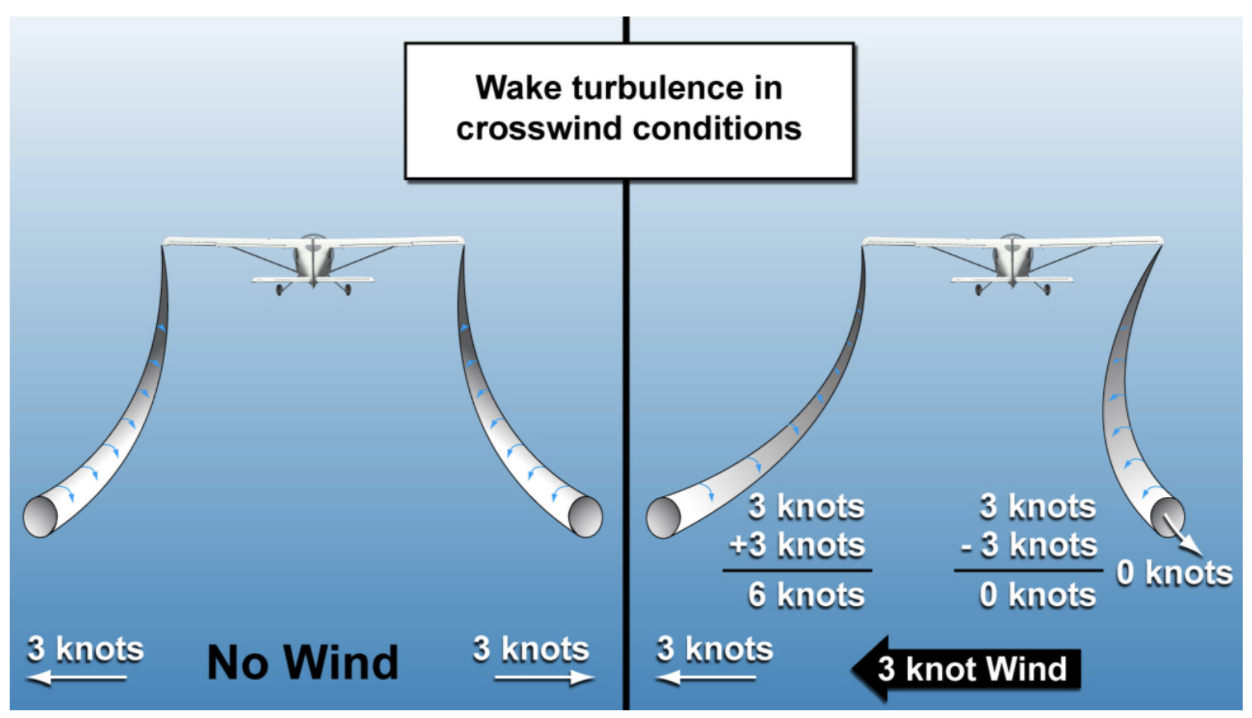 Wake turbulence in
crosswind conditions
3 knots
No Wind
3 knots
3 knots
+3 knots
6 knots
3 knots
- 3 knots
0 knots
0 knots
3 knots
3 knot Wind